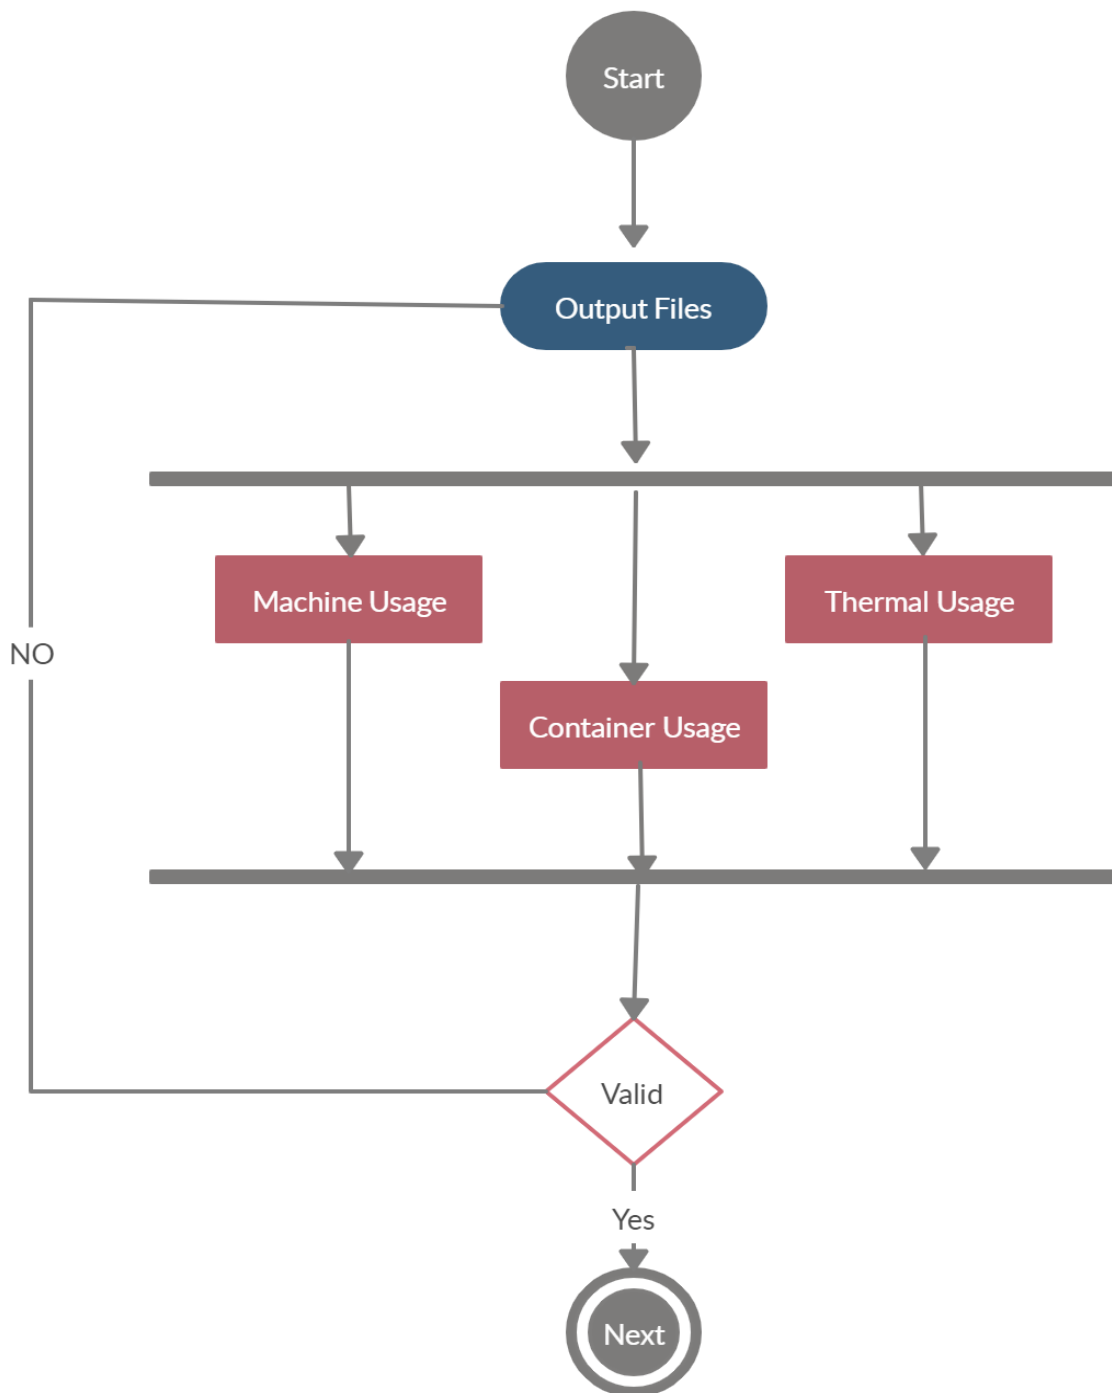 Start
Output Files
Machine Usage
Thermal Usage
NO
Container Usage
Valid
Yes
Next